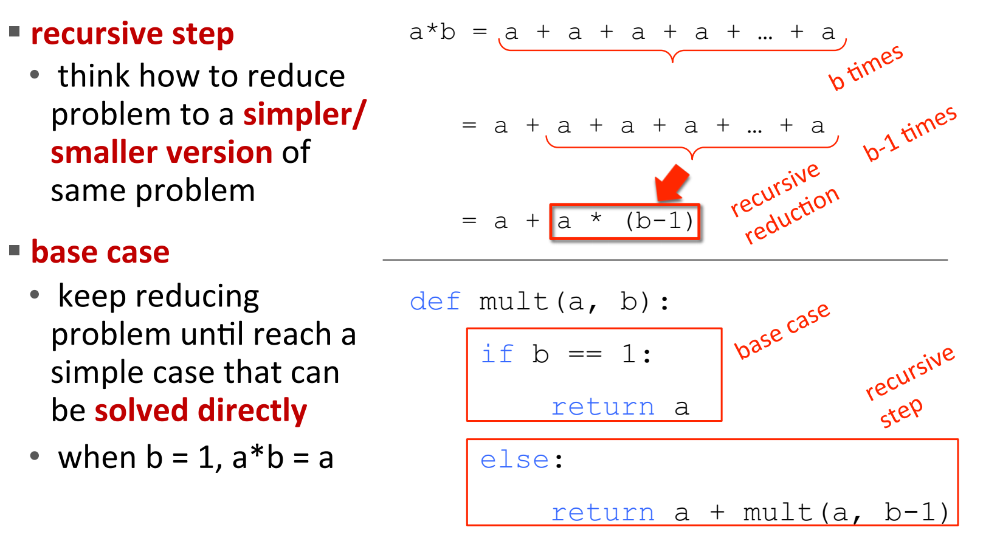 recursive step
• think how to reduce
problem to a simpler/
smaller version of
same problem
base case
• keep reducing
problem until reach a
simple case that can
be solved directly
• when b = 1, a*b = a
a*b = a + a + a + a + … + a
b times
= a + a + a + a + … + a
b-1 times
= a + a * (b-1)
recursive
reduction
def mult(a, b):
if b == 1:
return a
base case
else:
return a + mult(a, b-1)
recursive
step